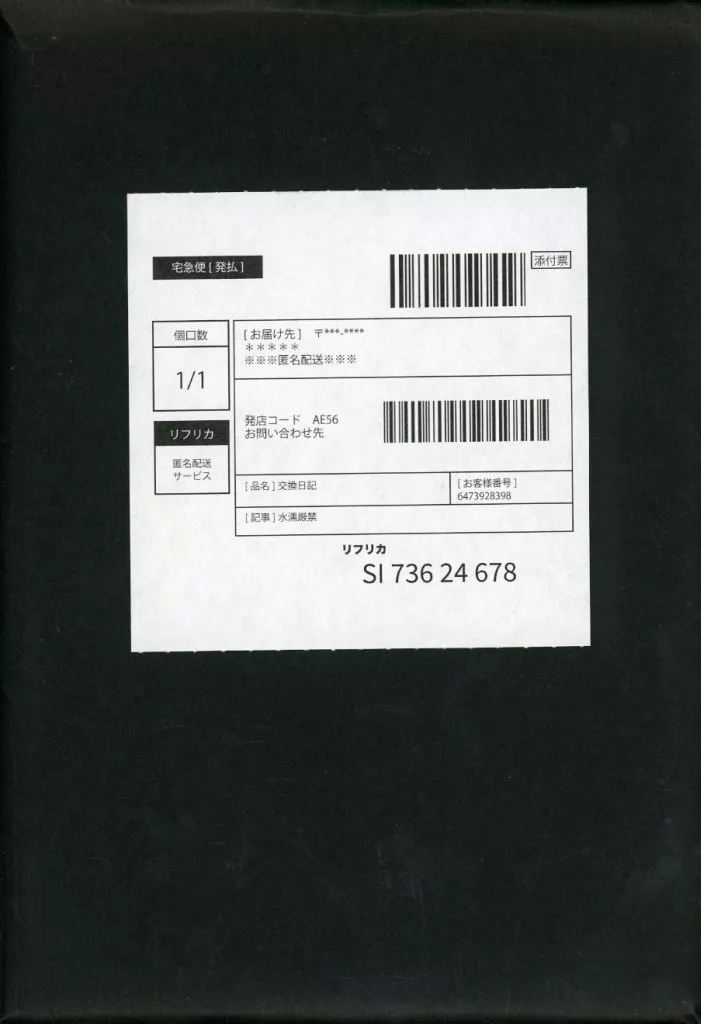 宅急便 [ 発払 ]
添付票
個口数
1/1
リフリカ
匿名配送
サービス
[ お届け先 ] 〒***-****
＊＊＊＊＊
※※※匿名配送※※※
発店コード AE56
お問い合わせ先
[ 品名 ] 交換日記
[ お客様番号 ]
6473928398
[ 記事 ] 水濡厳禁
リフリカ
SI 736 24 678